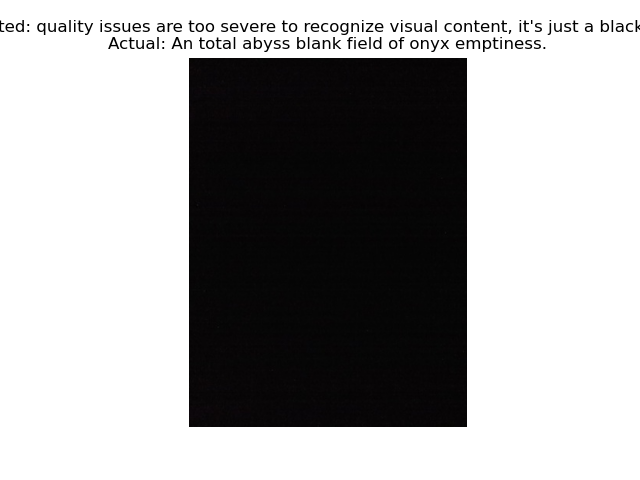 ted: quality issues are too severe to recognize visual content, it's just a black
Actual: An total abyss blank field of onyx emptiness.